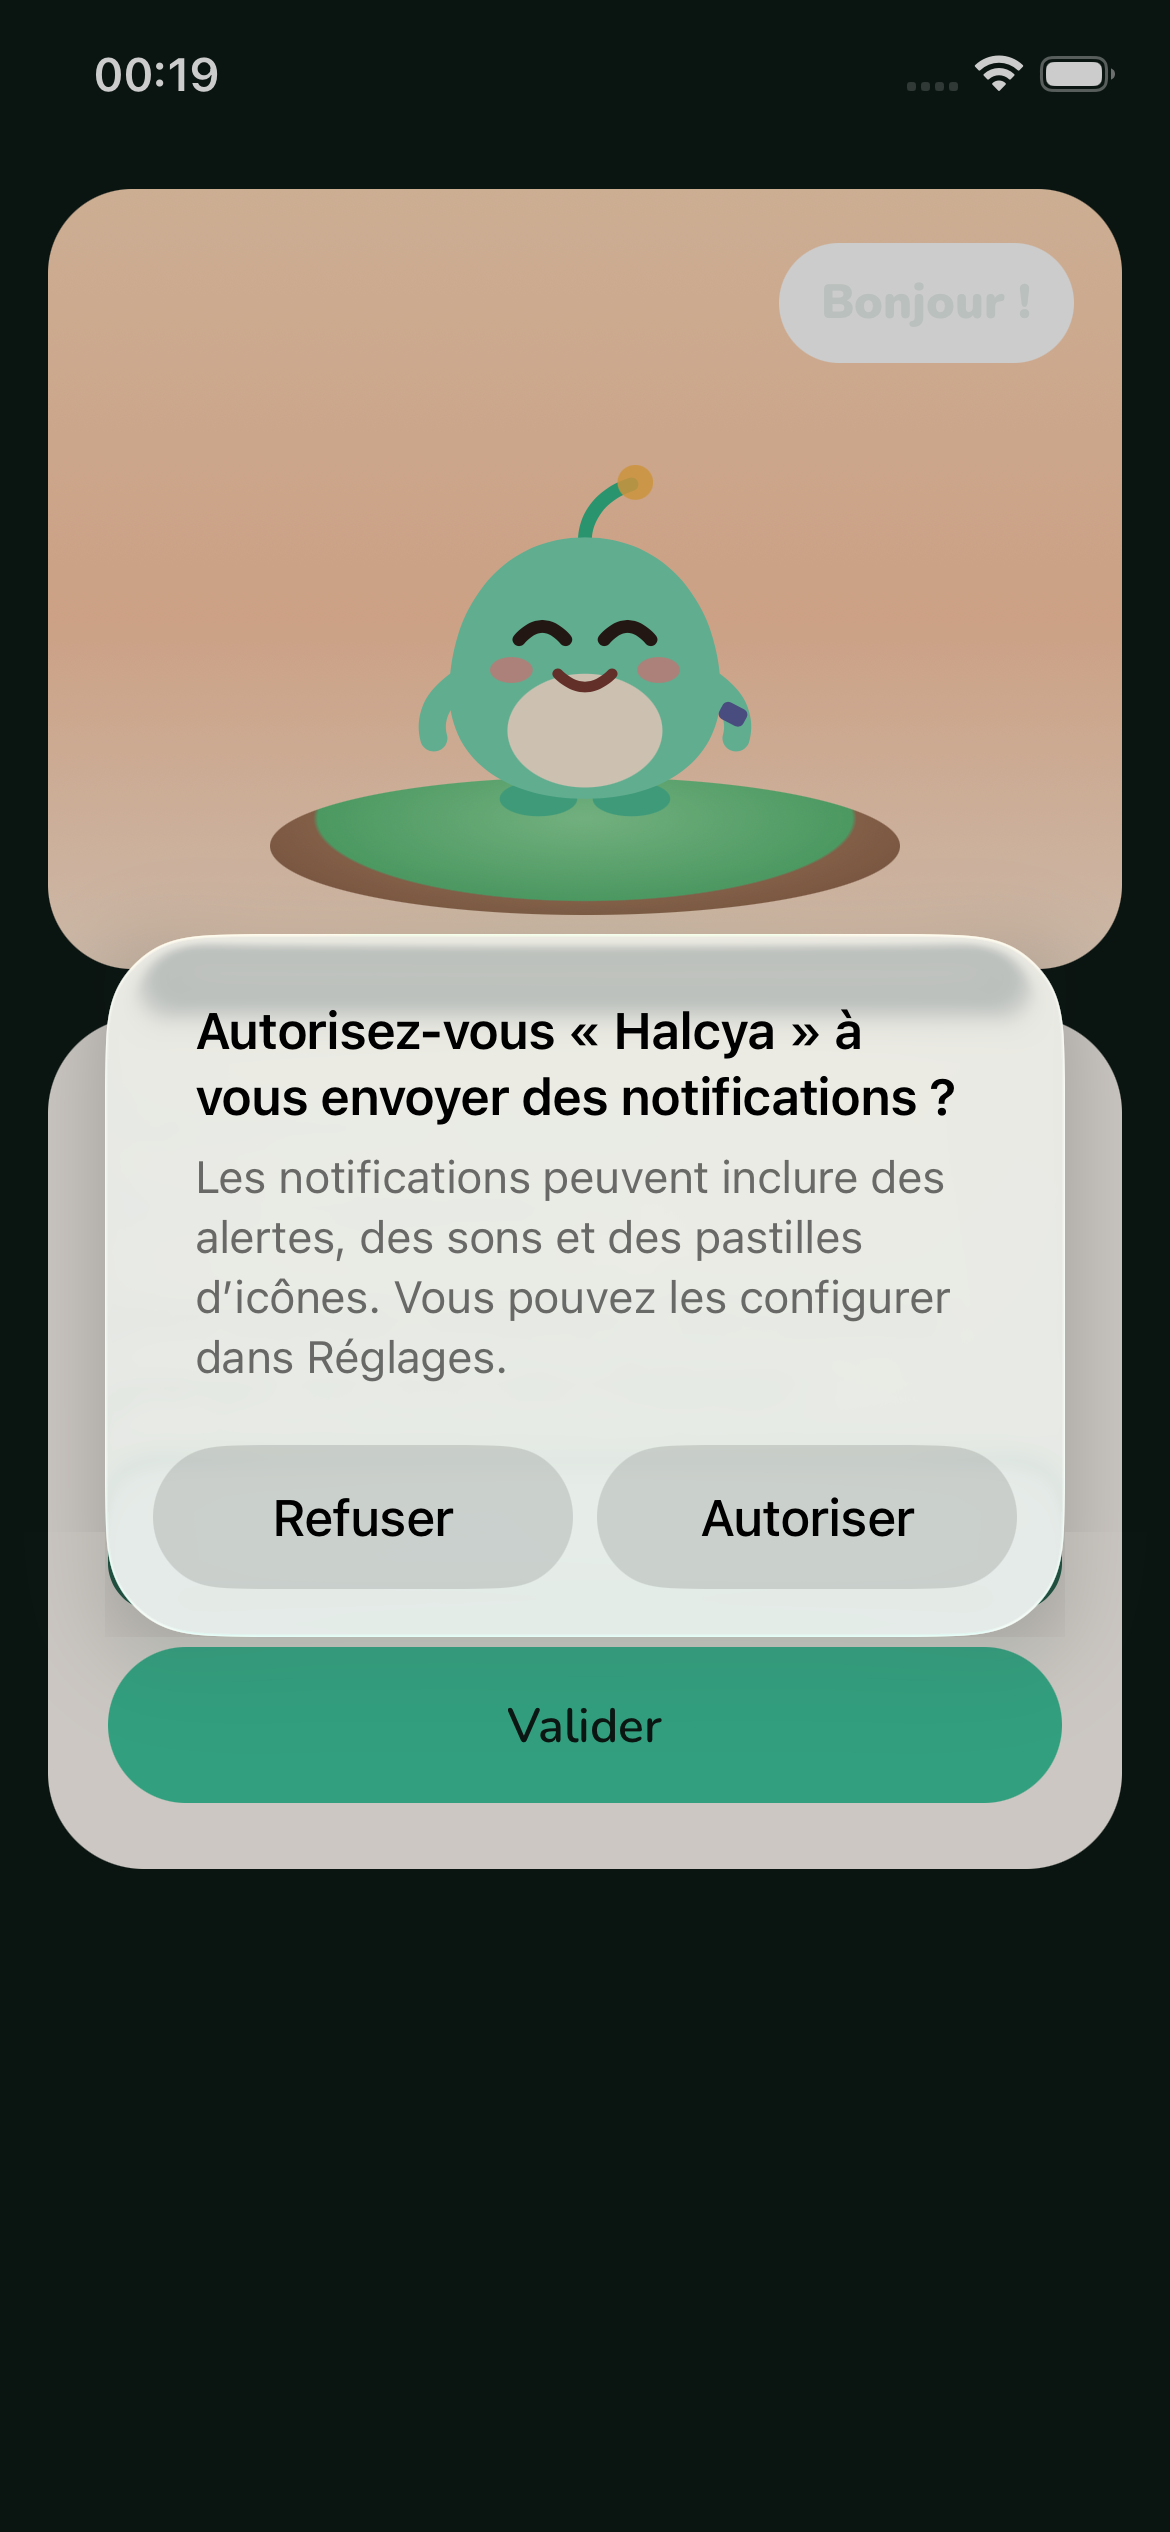 00:19
Bonjour !
Autorisez-vous « Halcya » à
vous envoyer des notifications ?
Les notifications peuvent inclure des
alertes, des sons et des pastilles
d’icônes. Vous pouvez les configurer
dans Réglages.
Refuser
Autoriser
Valider